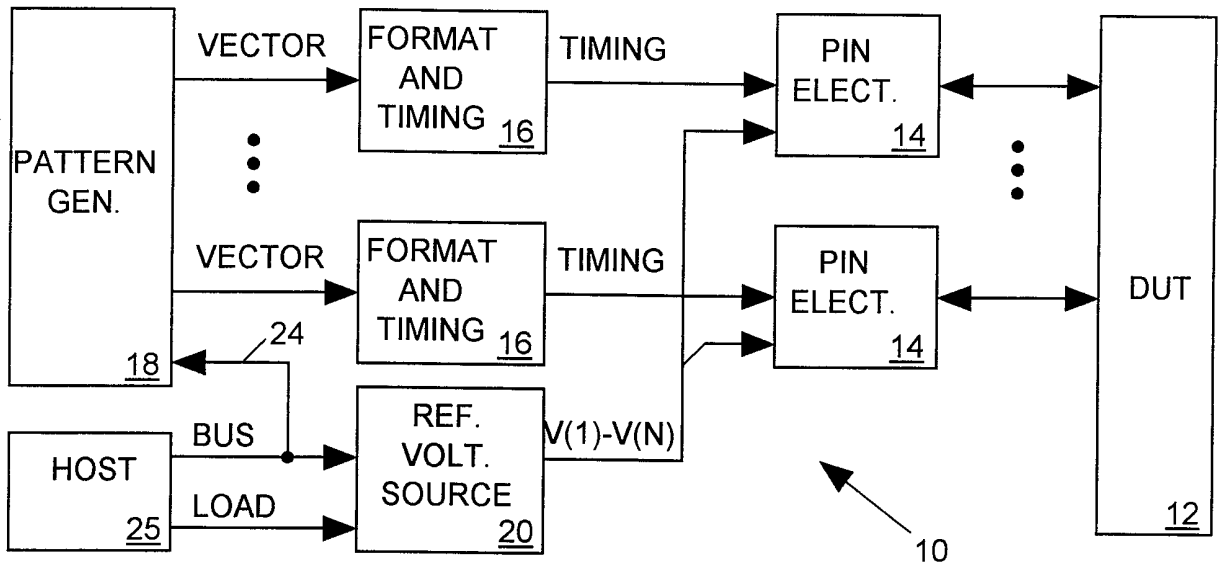 PATTERN
GEN.
18
VECTOR
FORMAT
AND
TIMING
16
TIMING
PIN
ELECT.
14
VECTOR
FORMAT
AND
TIMING
16
TIMING
PIN
ELECT.
14
DUT
12
24
HOST
25
BUS
LOAD
REF.
VOLT.
SOURCE
20
V(1)-V(N)
10